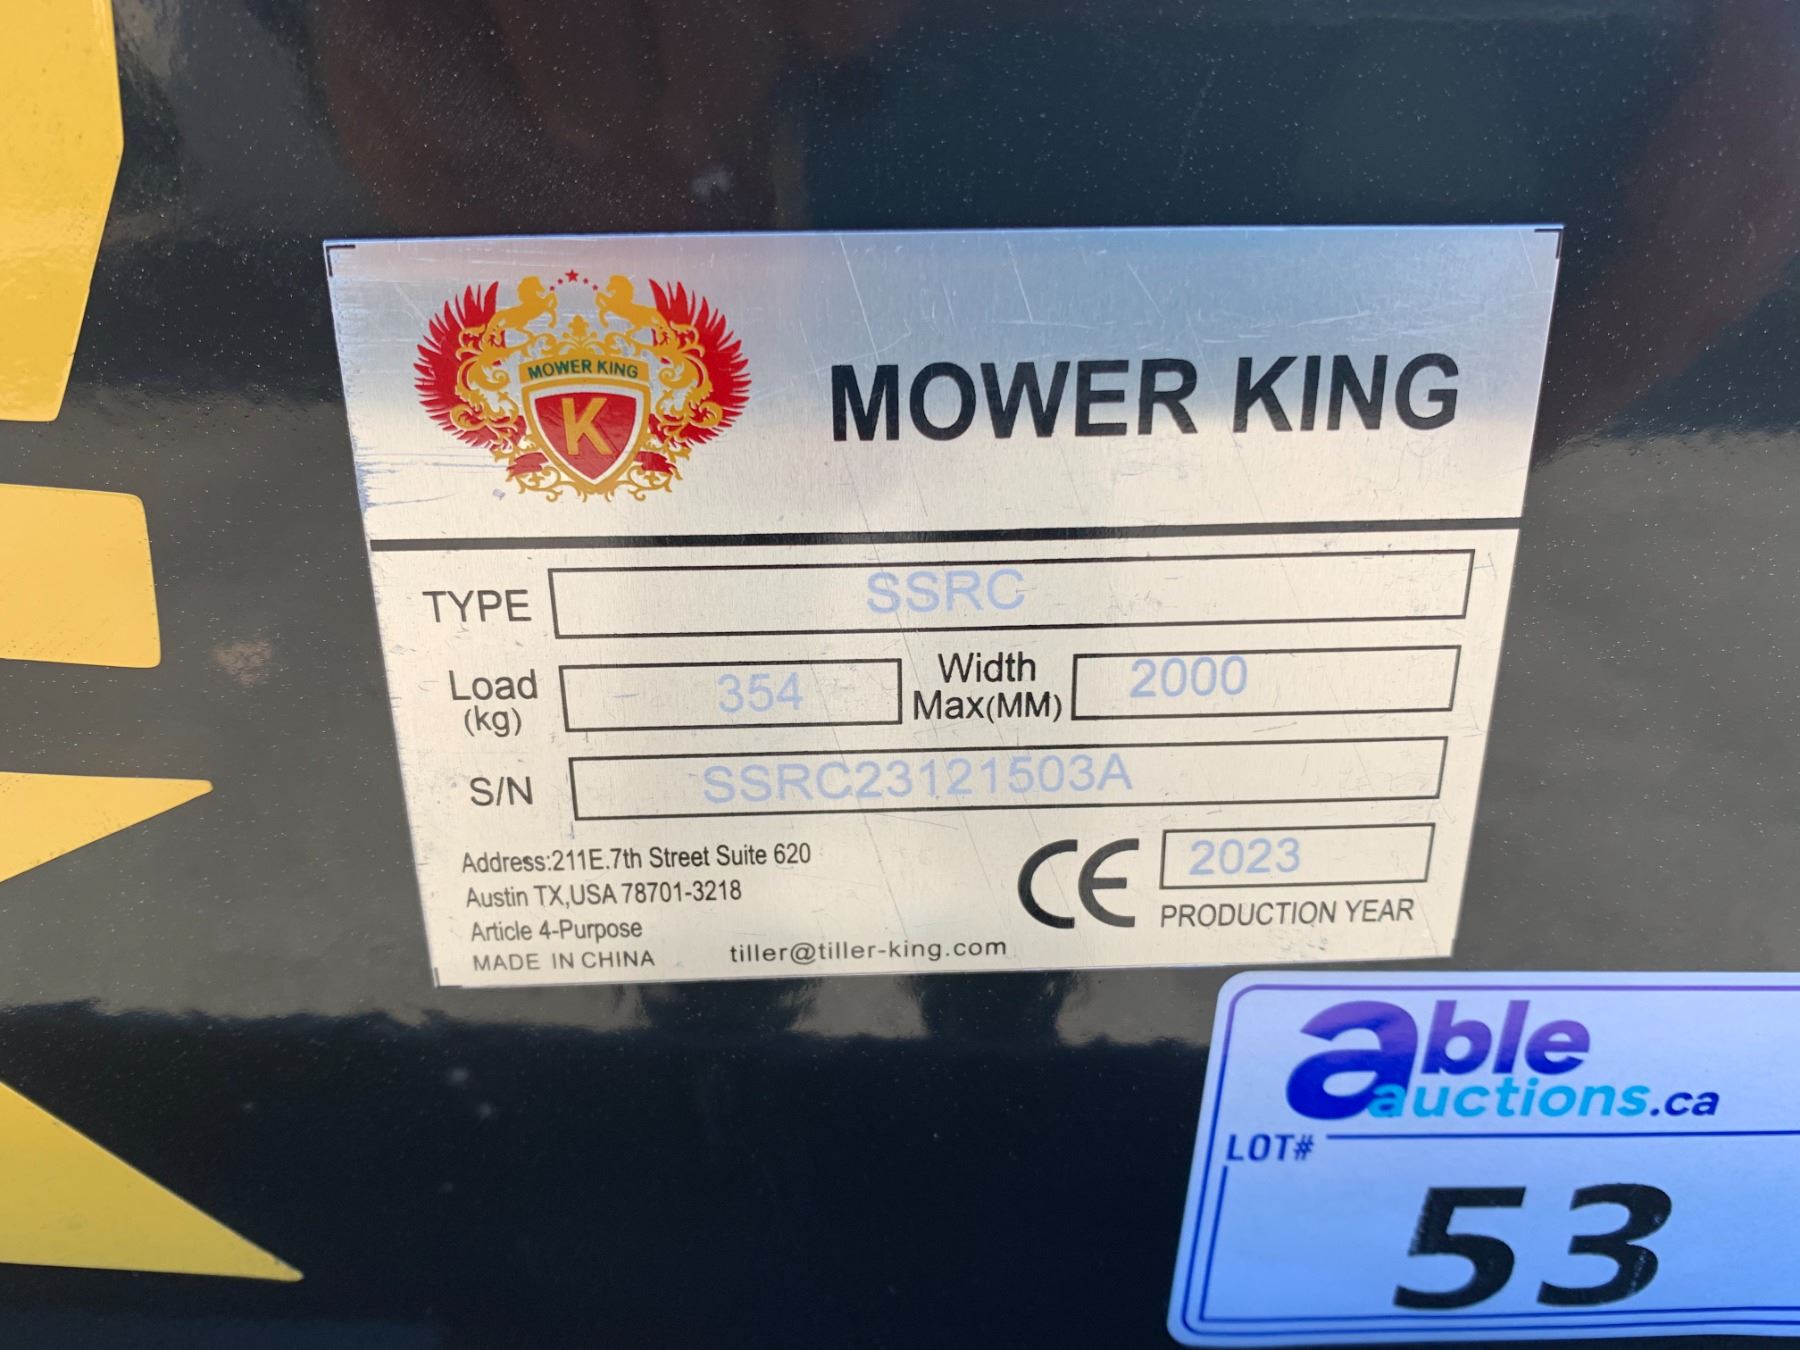 MOWER KING
K
MOWER KING
TYPE SSRC
Load (kg) 354 Width Max(MM) 2000
S/N SSRC23121503A
Address:211E.7th Street Suite 620
Austin TX,USA 78701-3218
Article 4-Purpose
MADE IN CHINA
tiller@tiller-king.com
CE
2023
PRODUCTION YEAR
able
auctions.ca
LOT#
53